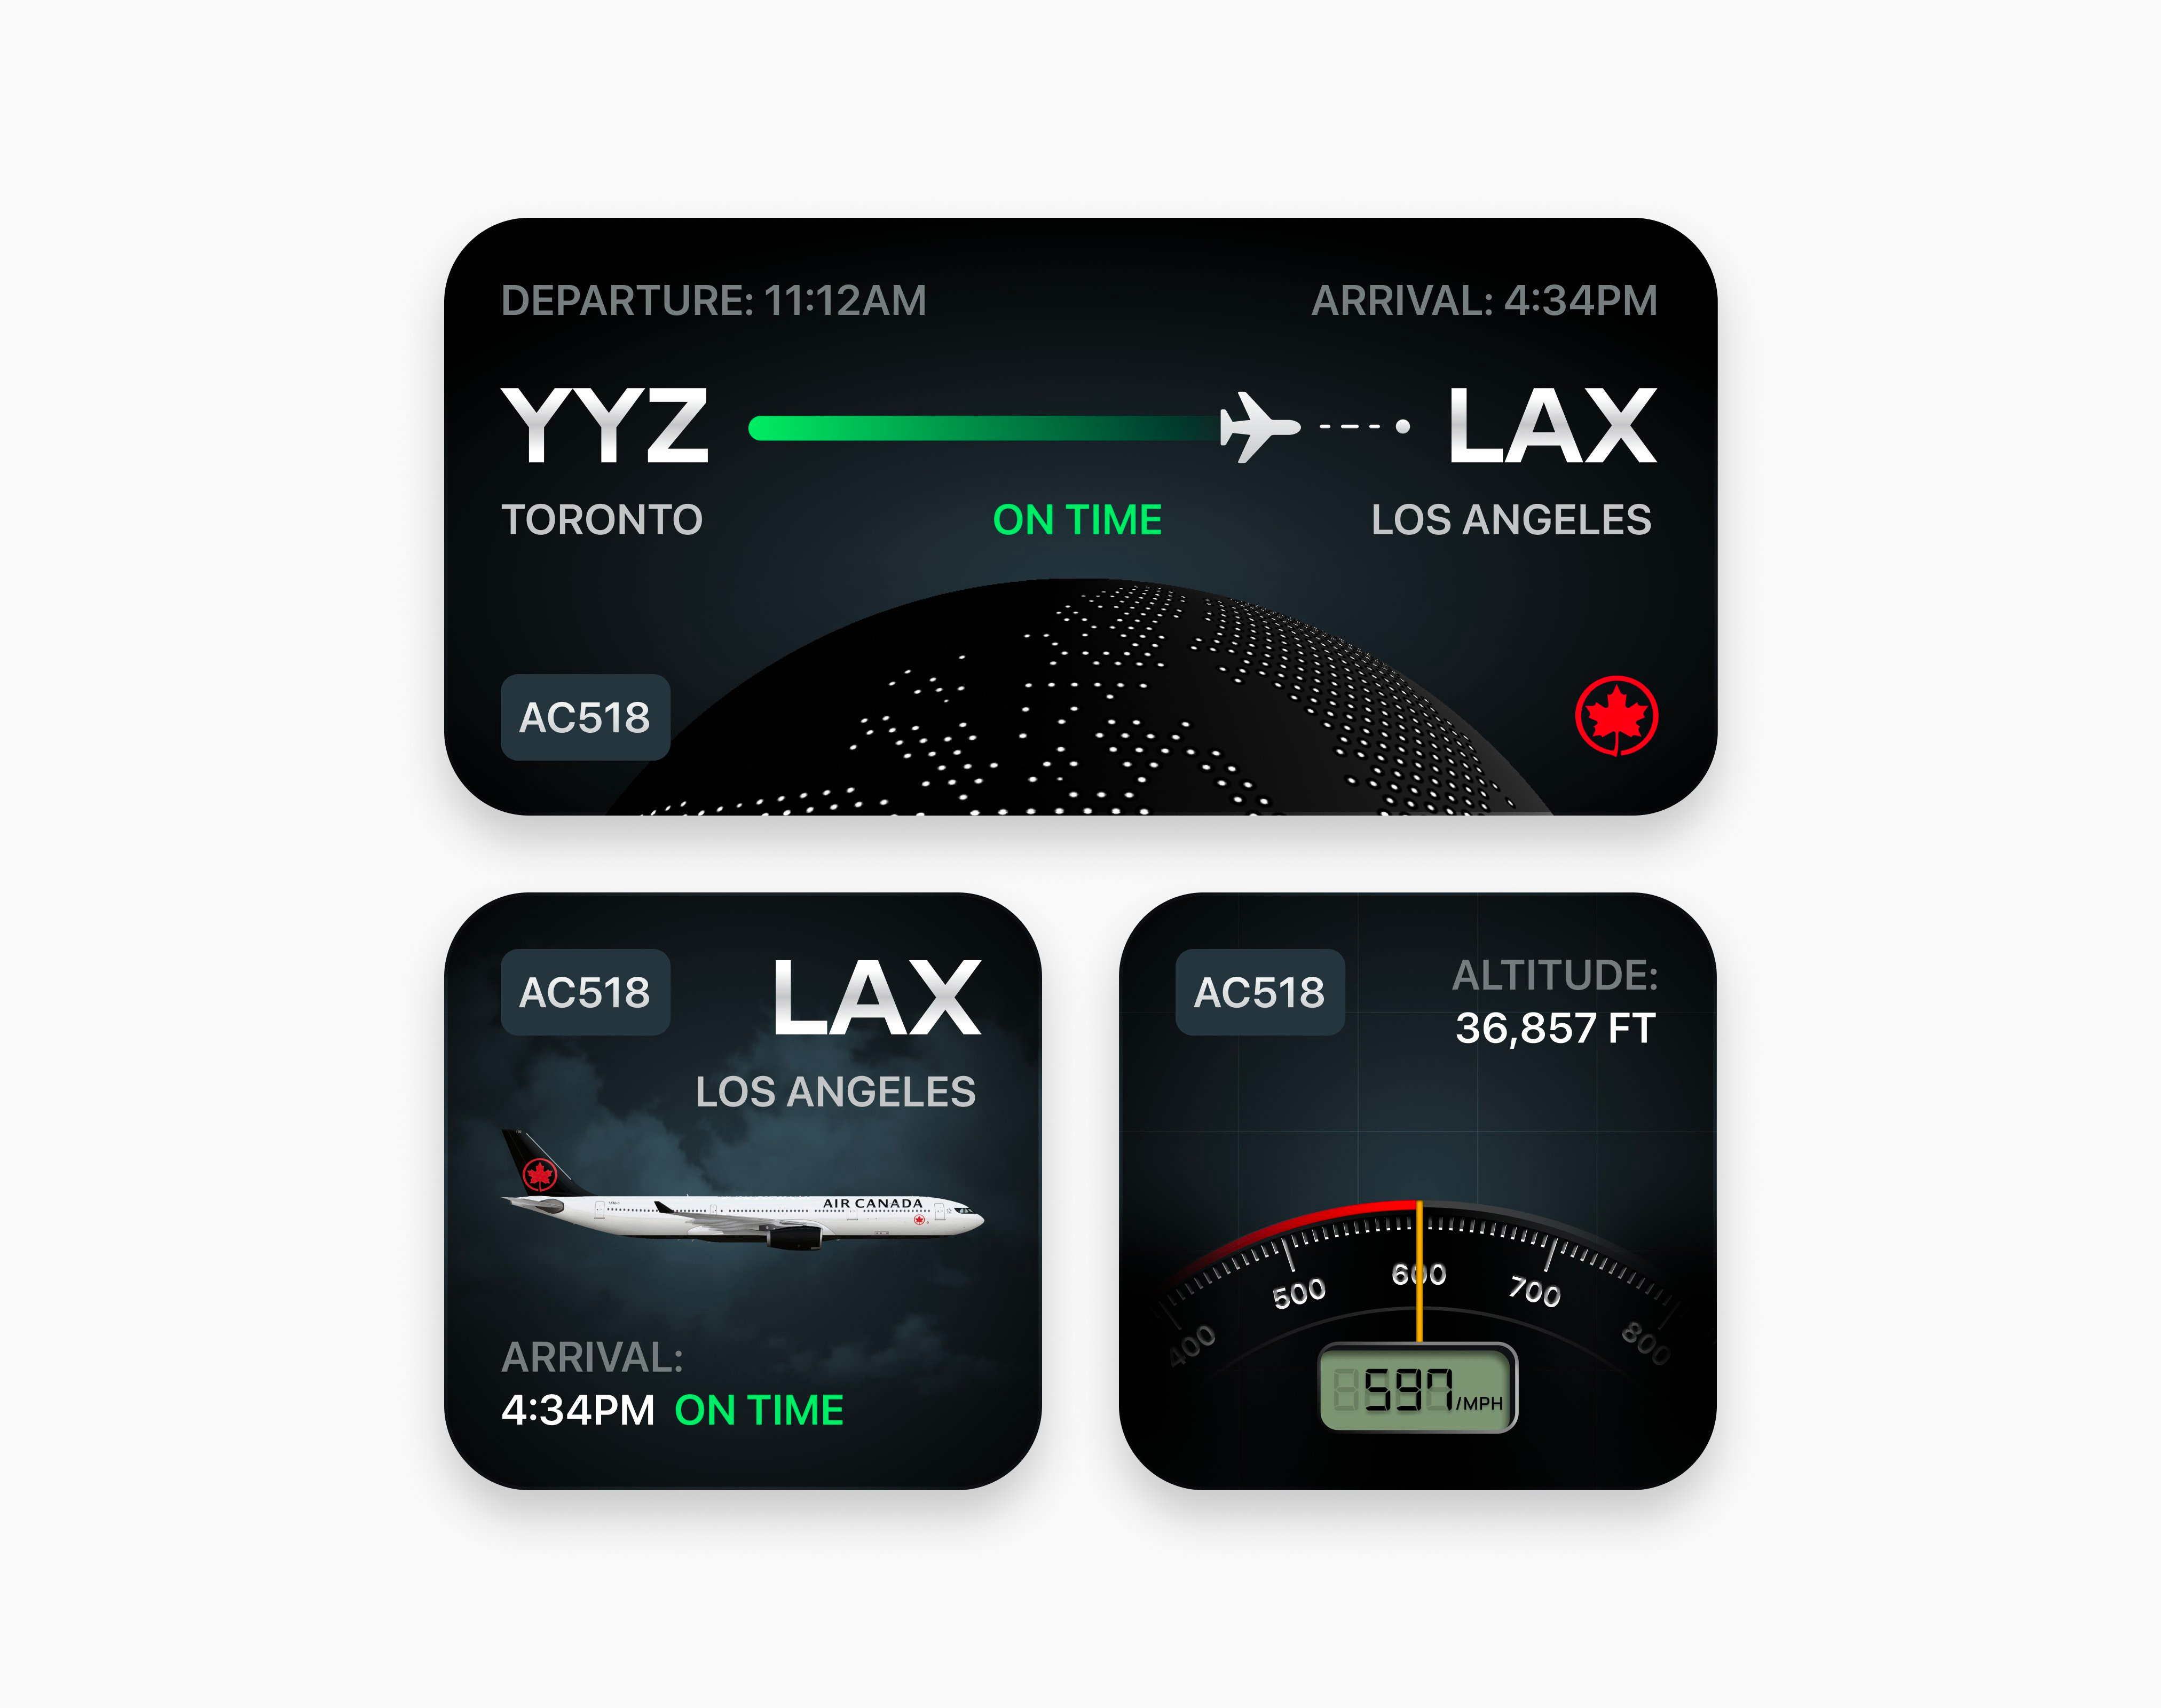 DEPARTURE: 11:12AM
ARRIVAL: 4:34PM
YYZ
LAX
TORONTO
ON TIME
LOS ANGELES
AC518
AC518
LAX
LOS ANGELES
AIR CANADA
ARRIVAL:
4:34PM ON TIME
AC518
ALTITUDE:
36,857 FT
400 500 600 700 800
597/MPH